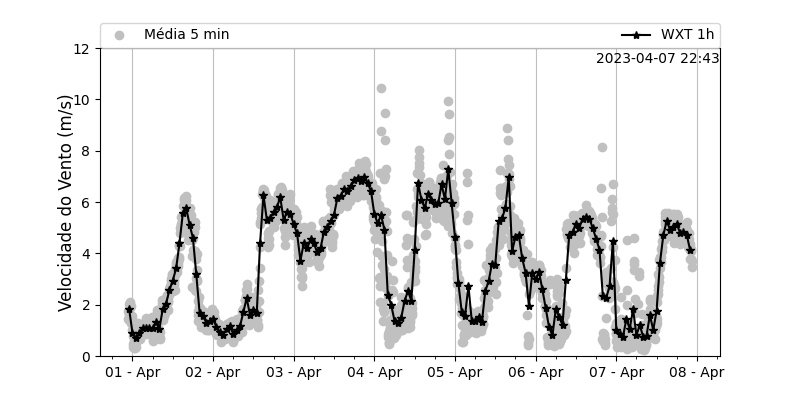 Média 5 min
WXT 1h
2023-04-07 22:43
12
10
8
6
4
2
0
Velocidade do Vento (m/s)
01 - Apr
02 - Apr
03 - Apr
04 - Apr
05 - Apr
06 - Apr
07 - Apr
08 - Apr